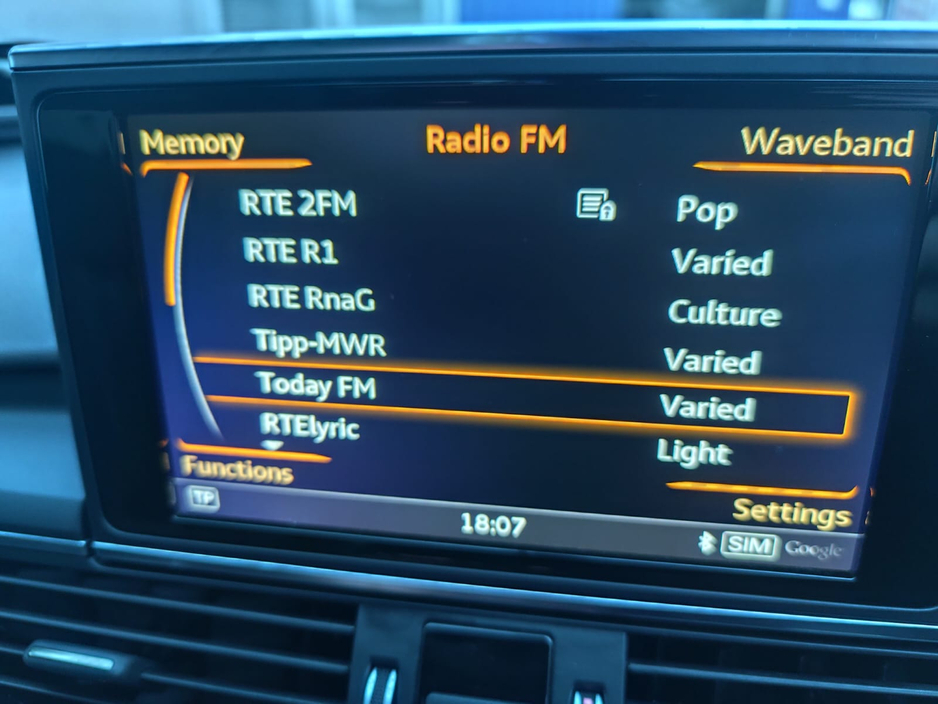 Memory Radio FM Waveband
RTE 2FM Pop
RTE R1 Varied
RTE RnaG Culture
Tipp-MWR Varied
Today FM Varied
RTElyric Light
Functions Settings
TP 18:07 SIM Google